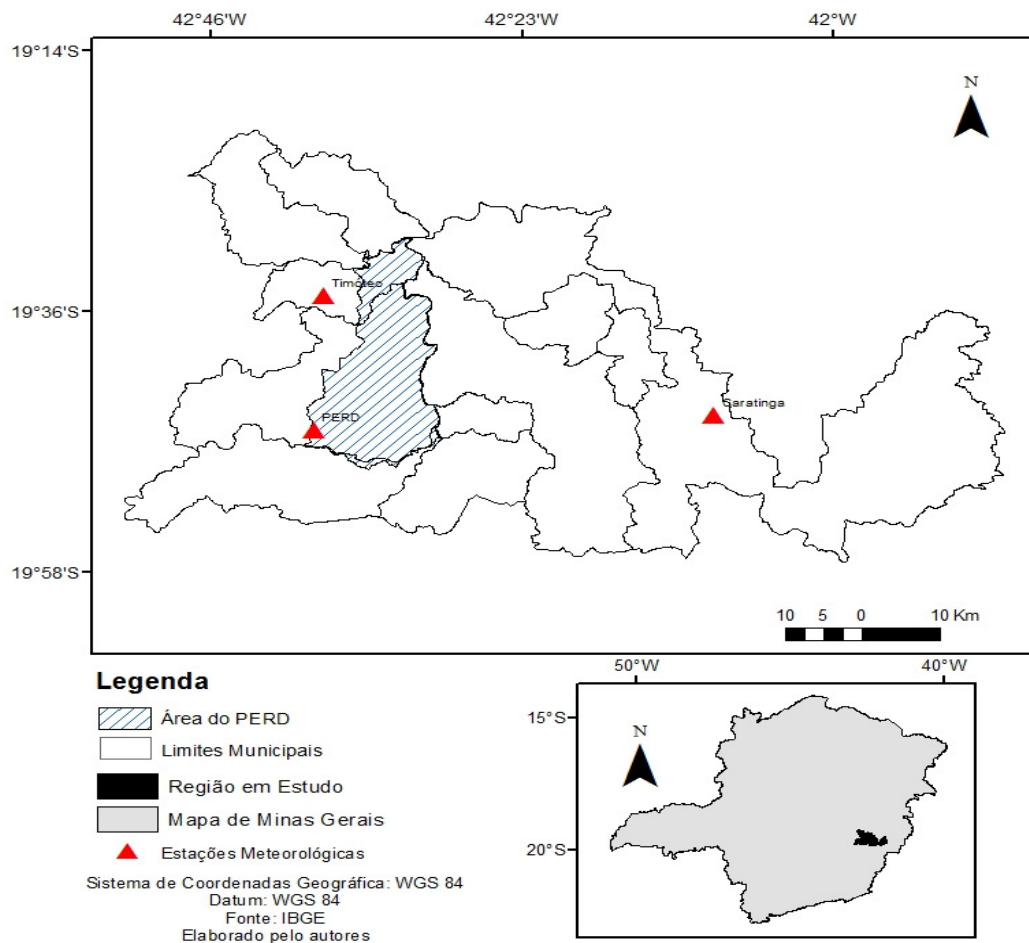 42°46'W 42°23'W 42°W
19°14'S
N
Timóteo
19°36'S
Saratinga
PERD
19°58'S
10 5 0 10 Km
50°W 40°W
Legenda
Área do PERD
Limites Municipais
Região em Estudo
Mapa de Minas Gerais
Estações Meteorológicas
Sistema de Coordenadas Geográfica: WGS 84
Datum: WGS 84
Fonte: IBGE
Elaborado pelo autores
15°S
N
20°S